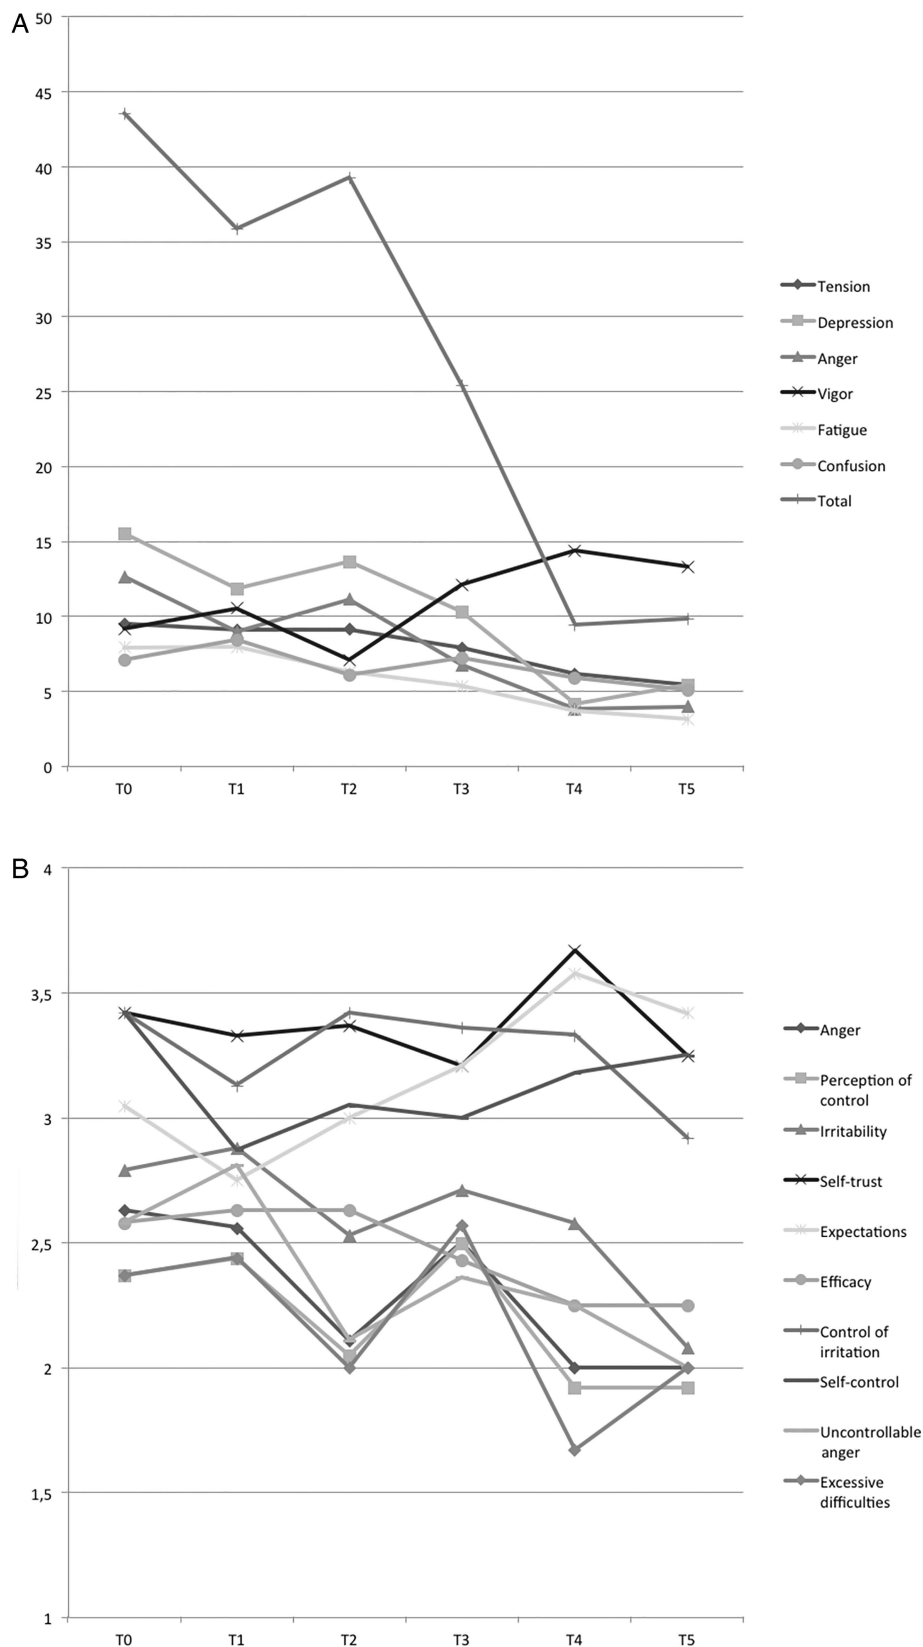 A
50
45
40
35
30
25
20
15
10
5
0
T0 T1 T2 T3 T4 T5
Tension
Depression
Anger
Vigor
Fatigue
Confusion
Total
B
4
3,5
3
2,5
2
1,5
1
T0 T1 T2 T3 T4 T5
Anger
Perception of
control
Irritability
Self-trust
Expectations
Efficacy
Control of
irritation
Self-control
Uncontrollable
anger
Excessive
difficulties